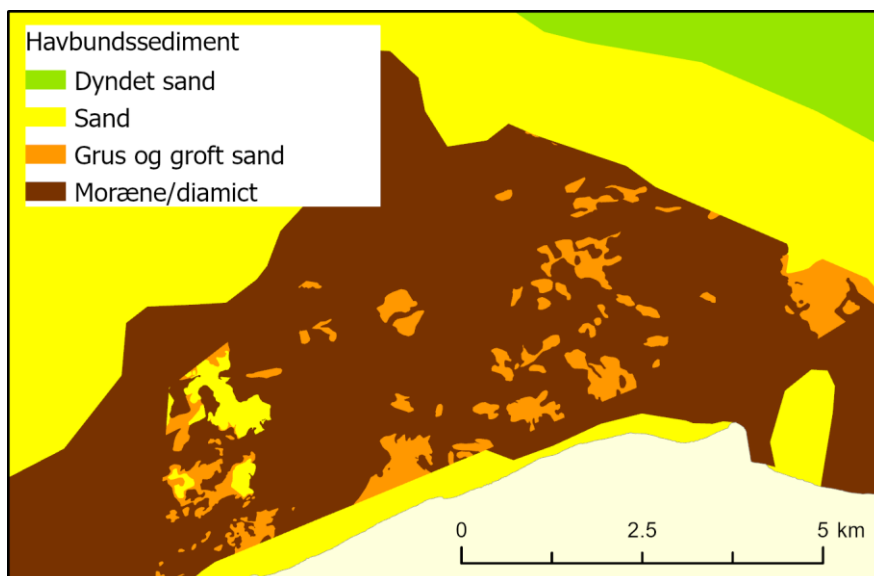 Havbundssediment
Dyndet sand
Sand
Grus og groft sand
Moræne/diamict
0 2.5 5 km